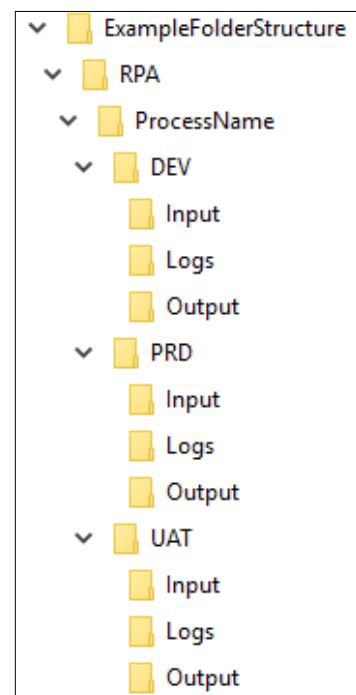 ExampleFolderStructure
RPA
ProcessName
DEV
Input
Logs
Output
PRD
Input
Logs
Output
UAT
Input
Logs
Output